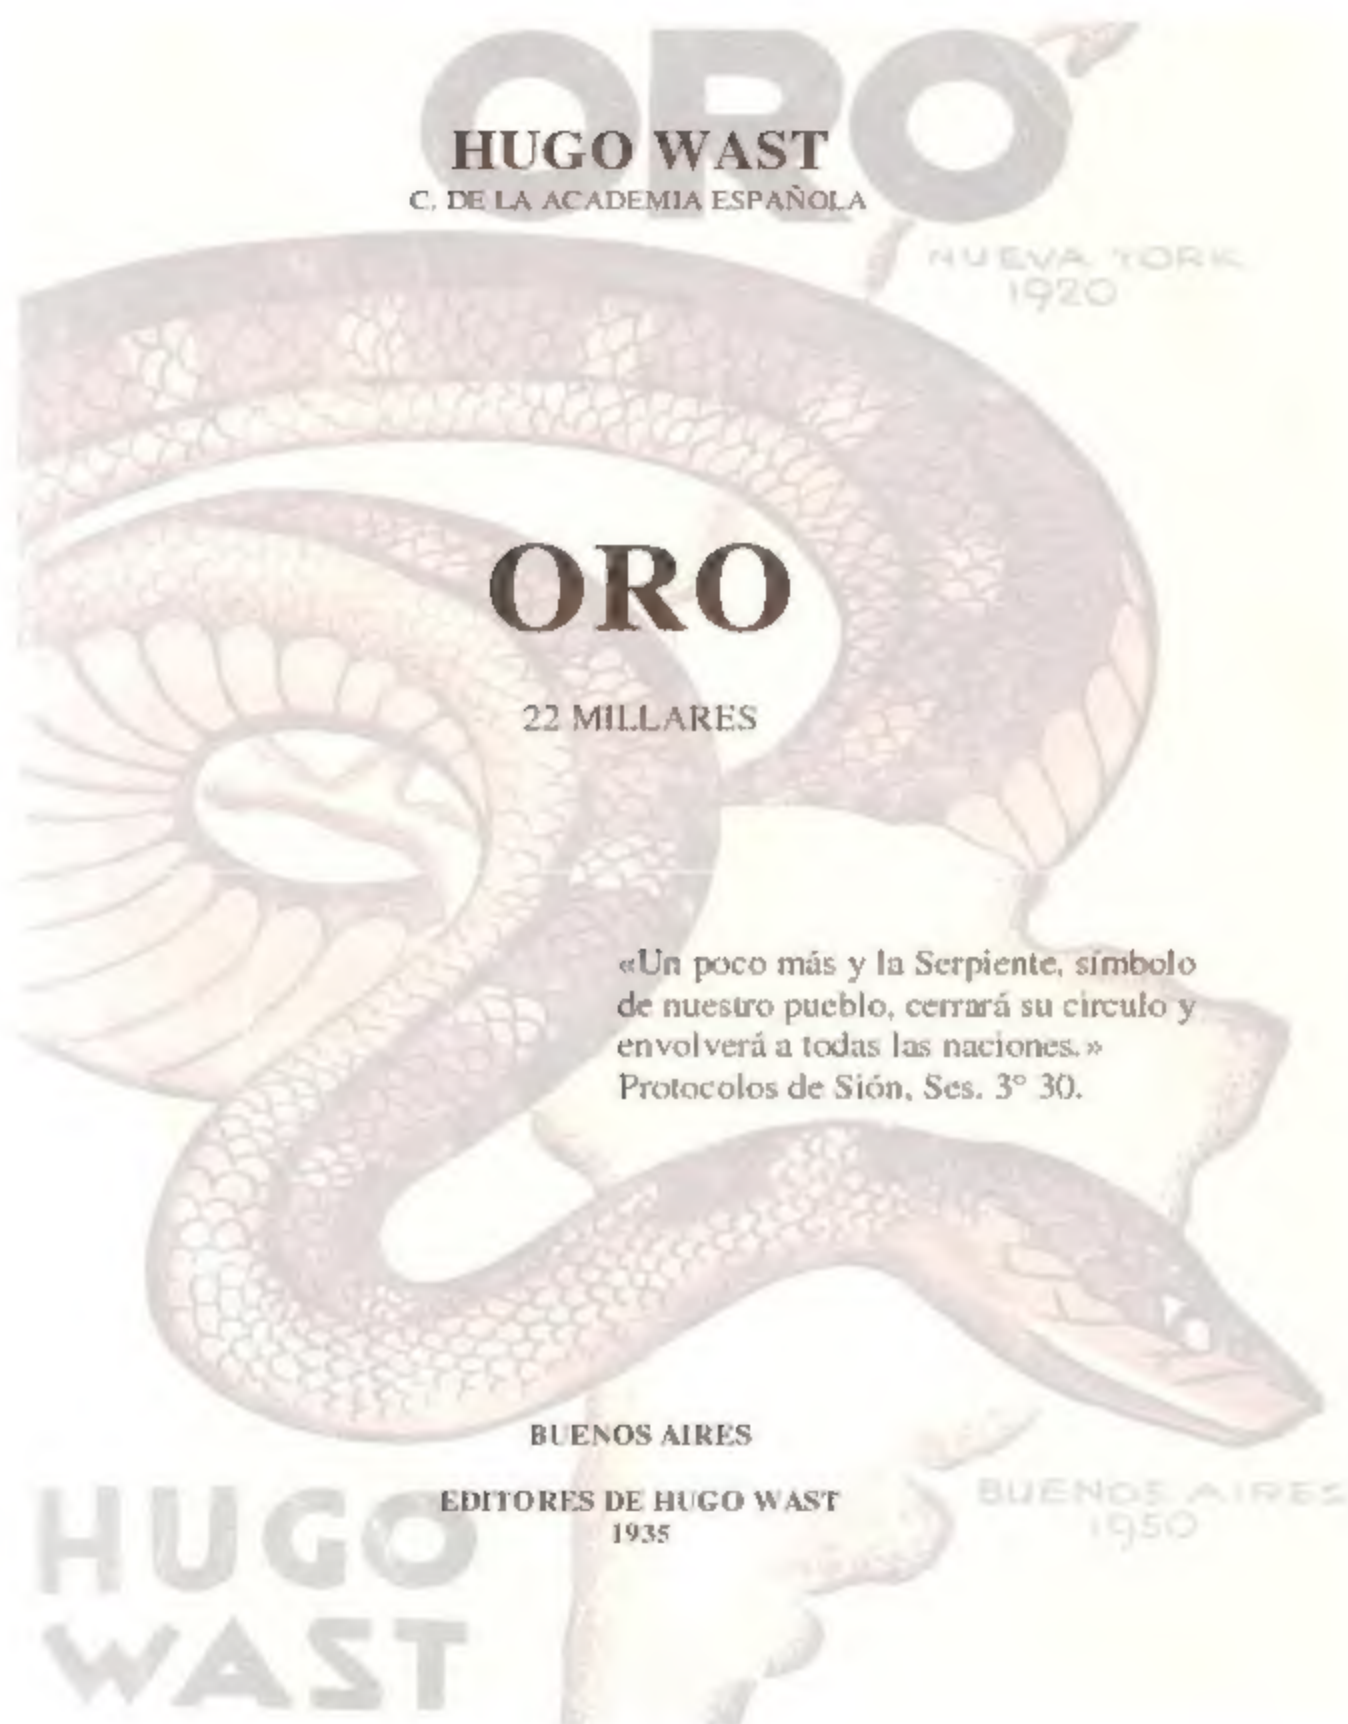 ORO
HUGO WAST
C. DE LA ACADEMIA ESPAÑOLA
NUEVA YORK
1920
ORO
22 MILLARES
«Un poco más y la Serpiente, símbolo
de nuestro pueblo, cerrará su circulo y
envolverá a todas las naciones.»
Protocolos de Sión, Ses. 3° 30.
BUENOS AIRES
EDITORES DE HUGO WAST
1935
BUENOS AIRES
1950
HUGO
WAST